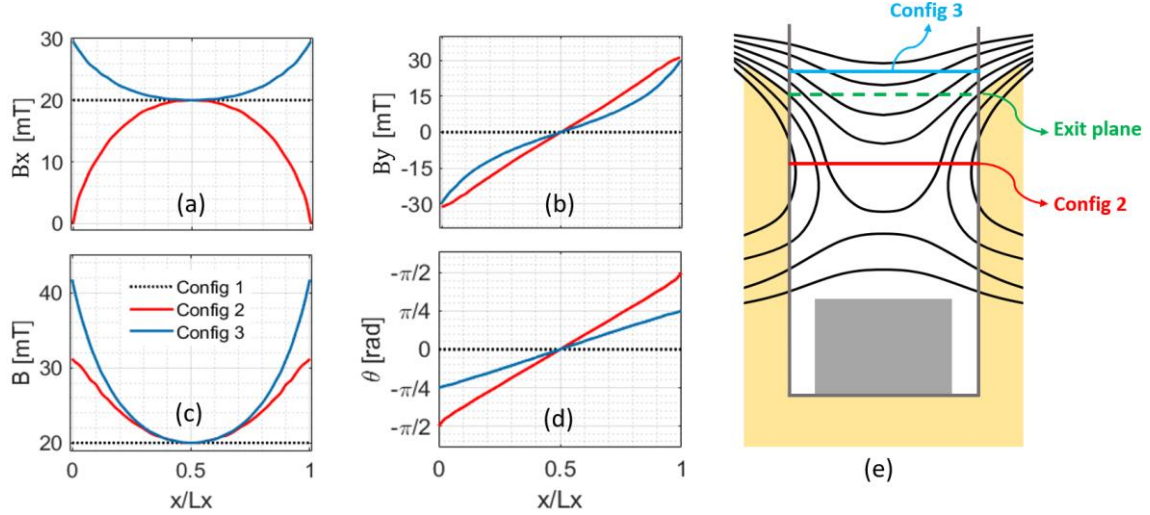 30
20
10
0
Bx [mT]
(a)
30
15
0
-15
-30
By [mT]
(b)
40
30
20
B [mT]
Config 1
Config 2
Config 3
(c)
0
0.5
1
x/Lx
-π/2
π/4
0
-π/4
-π/2
θ [rad]
(d)
0
0.5
1
x/Lx
Config 3
Exit plane
Config 2
(e)